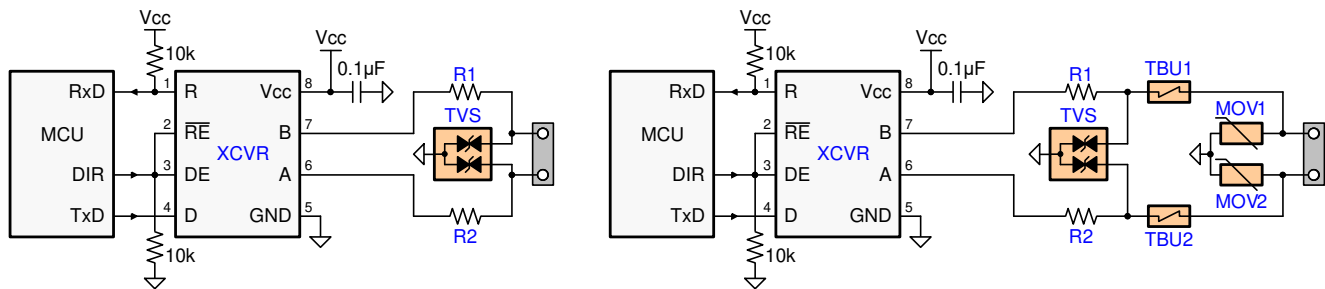 Vcc
10k
Vcc
0.1µF
R1
RxD
1
R
Vcc
8
TVS
MCU
2
RE
B
7
XCVR
DIR
3
DE
A
6
TxD
4
D
GND
5
R2
10k
Vcc
10k
Vcc
0.1µF
R1
TBU1
RxD
1
R
Vcc
8
TVS
MOV1
MCU
2
RE
B
7
XCVR
DIR
3
DE
A
6
TxD
4
D
GND
5
MOV2
R2
TBU2
10k